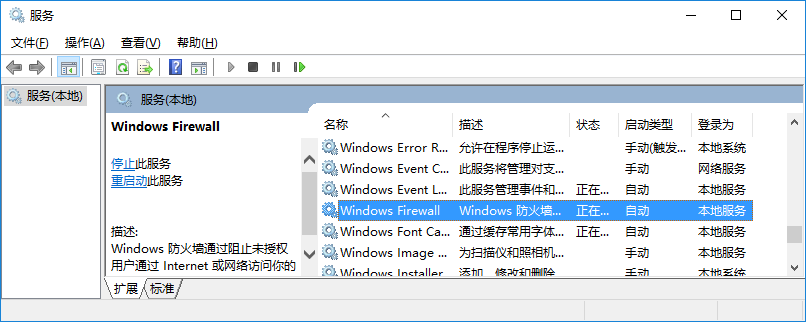 服务
文件(F) 操作(A) 查看(V) 帮助(H)
服务(本地)
服务(本地)
Windows Firewall
停止此服务
重启动此服务
描述:
Windows 防火墙通过阻止未授权
用户通过 Internet 或网络访问你的
名称 描述 状态 启动类型 登录为
Windows Error R... 允许在程序停止运... 手动(触发... 本地系统
Windows Event C... 此服务将管理对支... 手动 网络服务
Windows Event L... 此服务管理事件和... 正在... 自动 本地服务
Windows Firewall Windows 防火墙... 正在... 自动 本地服务
Windows Font Ca... 通过缓存常用字体... 正在... 自动 本地服务
Windows Image ... 为扫描仪和照相机... 手动 本地服务
Windows Installer 添加、修改和删除... 手动 本地系统
扩展 标准